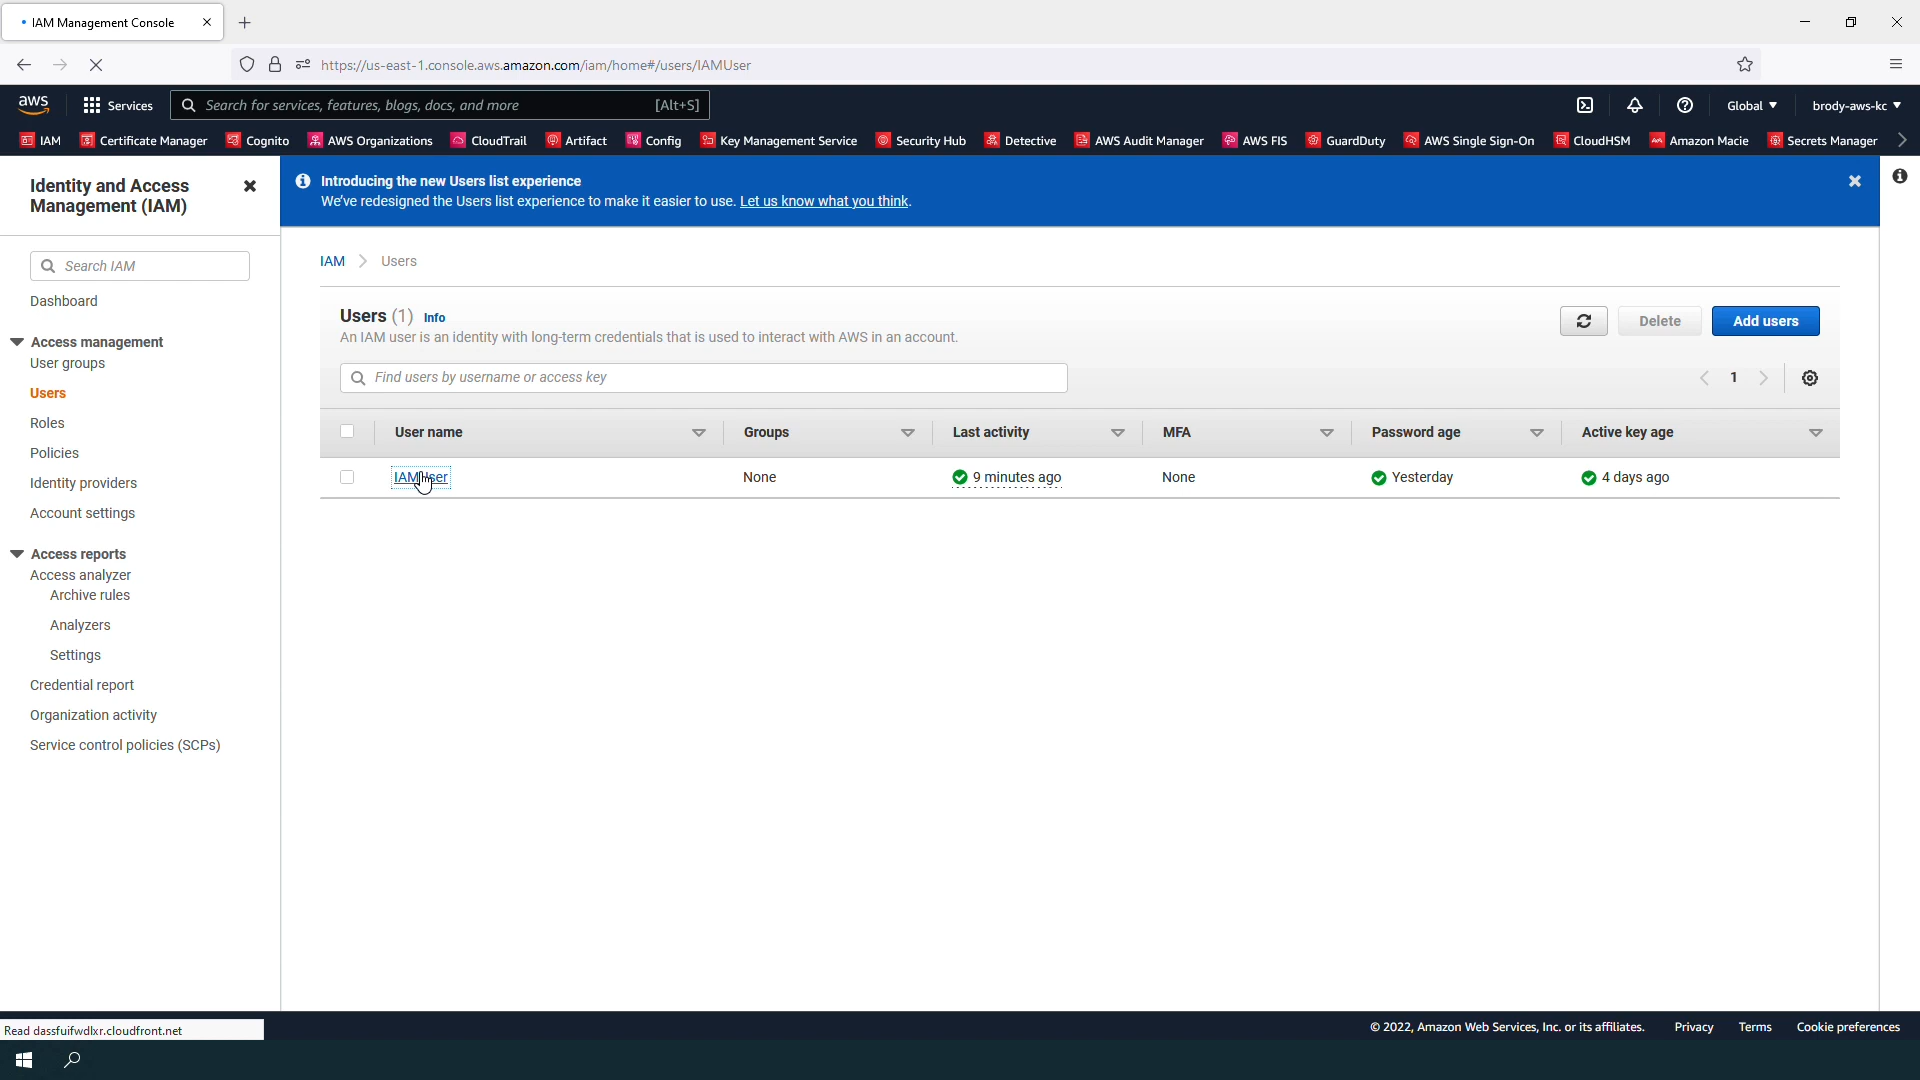 IAM Management Console
https://us-east-1.console.aws.amazon.com/iam/home#/users/IAMUser
aws
Services
Search for services, features, blogs, docs, and more
[Alt+S]
Global
brody-aws-kc
IAM
Certificate Manager
Cognito
AWS Organizations
CloudTrail
Artifact
Config
Key Management Service
Security Hub
Detective
AWS Audit Manager
AWS FIS
GuardDuty
AWS Single Sign-On
CloudHSM
Amazon Macie
Secrets Manager
Identity and Access
Management (IAM)
Search IAM
Dashboard
Access management
User groups
Users
Roles
Policies
Identity providers
Account settings
Access reports
Access analyzer
Archive rules
Analyzers
Settings
Credential report
Organization activity
Service control policies (SCPs)
Introducing the new Users list experience
We've redesigned the Users list experience to make it easier to use. Let us know what you think.
IAM
Users
Users (1) Info
An IAM user is an identity with long-term credentials that is used to interact with AWS in an account.
Delete
Add users
Find users by username or access key
1
User name
Groups
Last activity
MFA
Password age
Active key age
IAMUser
None
9 minutes ago
None
Yesterday
4 days ago
Read dassfuifwdlxr.cloudfront.net
© 2022, Amazon Web Services, Inc. or its affiliates.
Privacy
Terms
Cookie preferences